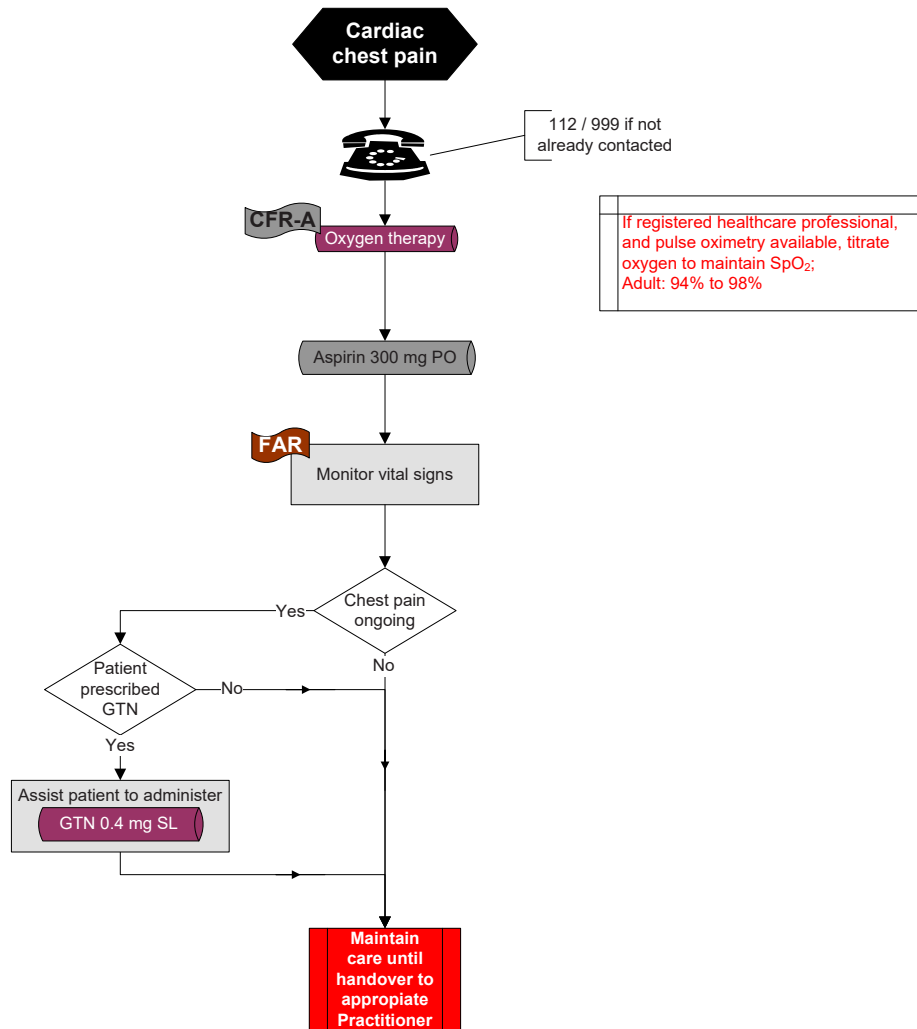 Cardiac
chest pain
112 / 999 if not
already contacted
CFR-A
Oxygen therapy
If registered healthcare professional,
and pulse oximetry available, titrate
oxygen to maintain SpO₂;
Adult: 94% to 98%
Aspirin 300 mg PO
FAR
Monitor vital signs
Chest pain
ongoing
Yes
No
Patient
prescribed
GTN
No
Yes
Assist patient to administer
GTN 0.4 mg SL
Maintain
care until
handover to
appropiate
Practitioner